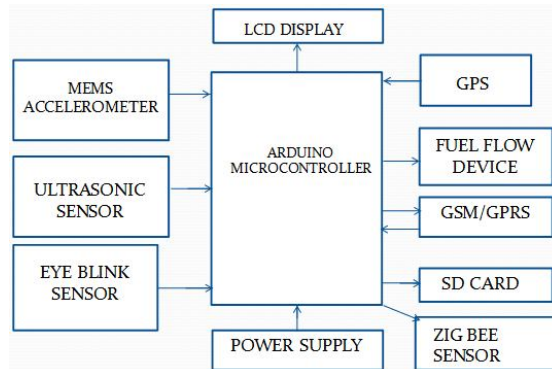 LCD DISPLAY
MEMS
ACCELEROMETER
GPS
ARDUINO
MICROCONTROLLER
FUEL FLOW
DEVICE
ULTRASONIC
SENSOR
GSM/GPRS
EYE BLINK
SENSOR
SD CARD
POWER SUPPLY
ZIG BEE
SENSOR